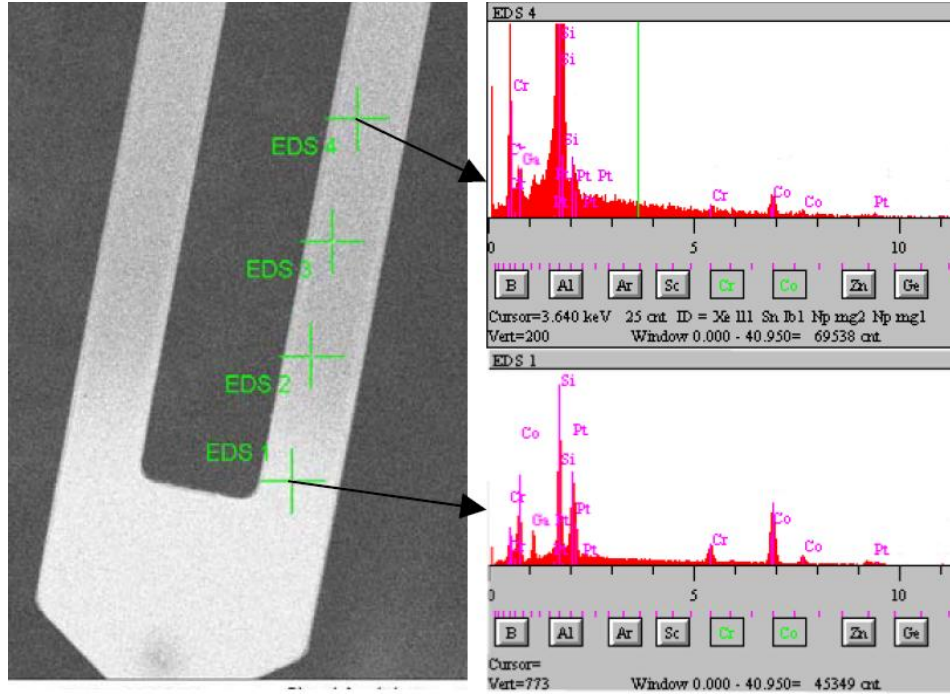 EDS 4
EDS 3
EDS 2
EDS 1
EDS 4
Si
Si
Cr
Si
Ga
Pt Pt
Cr
Co
Co
Pt
0 5 10
B Al Ar Sc Cr Co Zn Ge
Cursor=3.640 keV 25 cnt ID = Xe ll1 Sn lb1 Np mg2 Np mg1
Vert=200 Window 0.000 - 40.950= 69538 cnt
EDS 1
Si
Co Pt
Si
Cr
Pt
Ga Pt
Co
Cr
Pt
Co
Pt
0 5 10
B Al Ar Sc Cr Co Zn Ge
Cursor=
Vert=773 Window 0.000 - 40.950= 45349 cnt